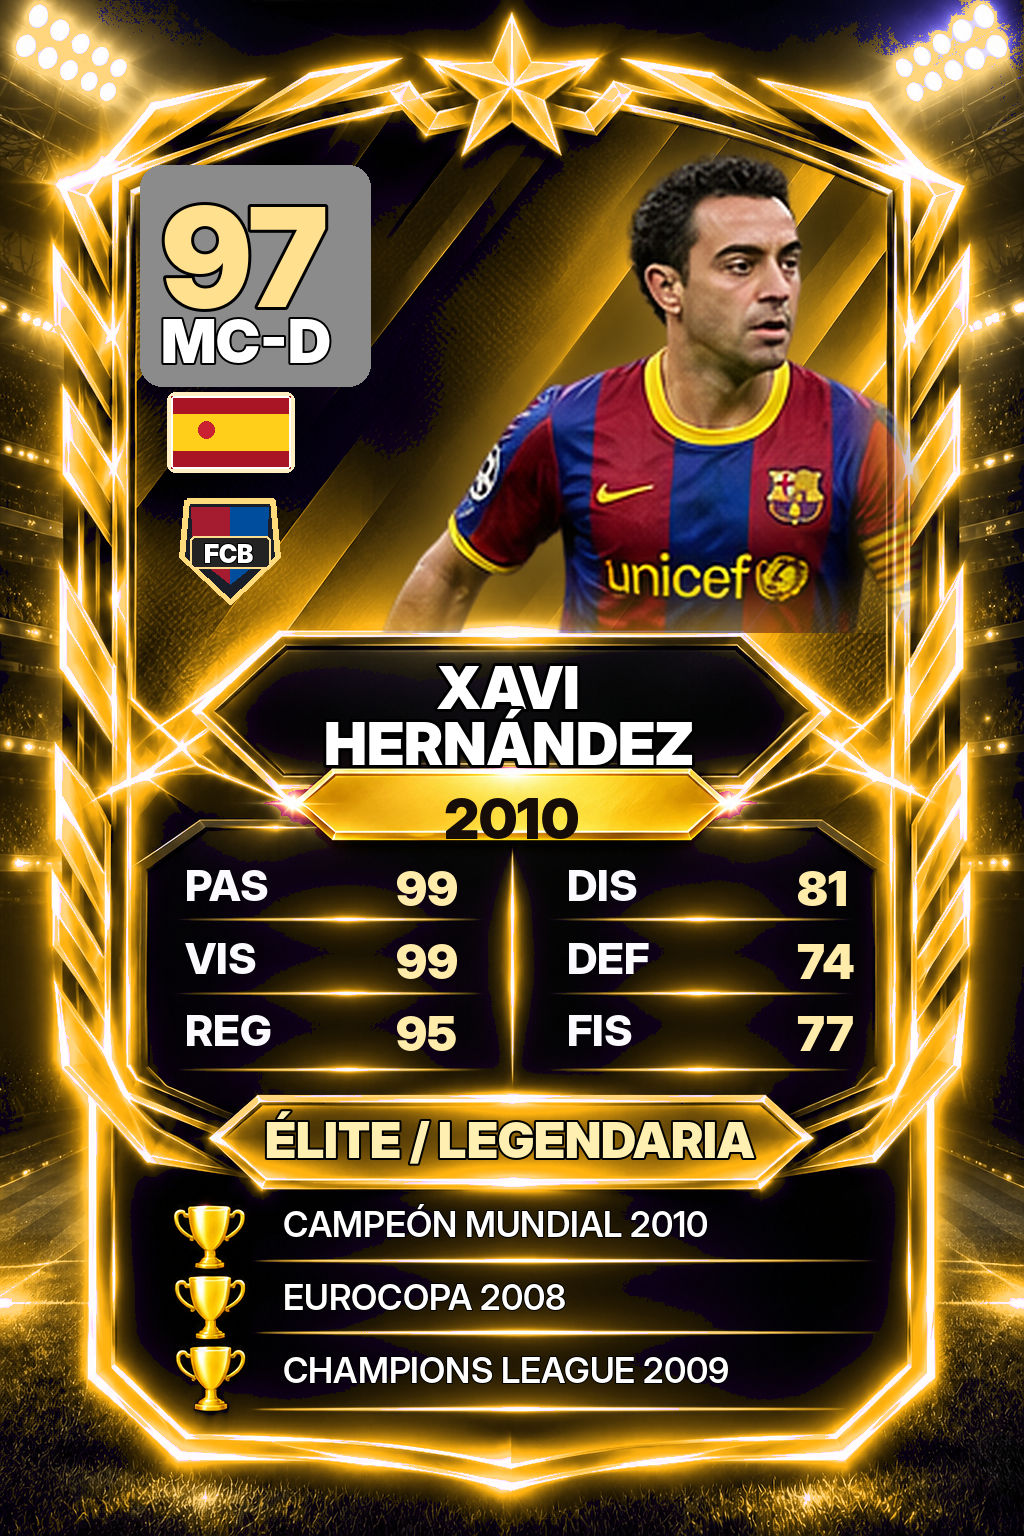 97
MC-D
FCB
unicef
XAVI
HERNÁNDEZ
2010
PAS 99 DIS 81
VIS 99 DEF 74
REG 95 FIS 77
ÉLITE / LEGENDARIA
CAMPEÓN MUNDIAL 2010
EUROCOPA 2008
CHAMPIONS LEAGUE 2009